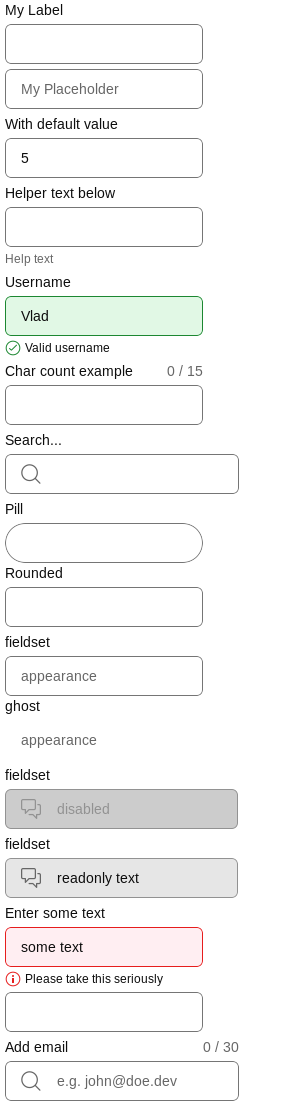 My Label
My Placeholder
With default value
5
Helper text below
Help text
Username
Vlad
Valid username
Char count example 0 / 15
Search...
Pill
Rounded
fieldset
appearance
ghost
appearance
fieldset
disabled
fieldset
readonly text
Enter some text
some text
Please take this seriously
Add email 0 / 30
e.g. john@doe.dev